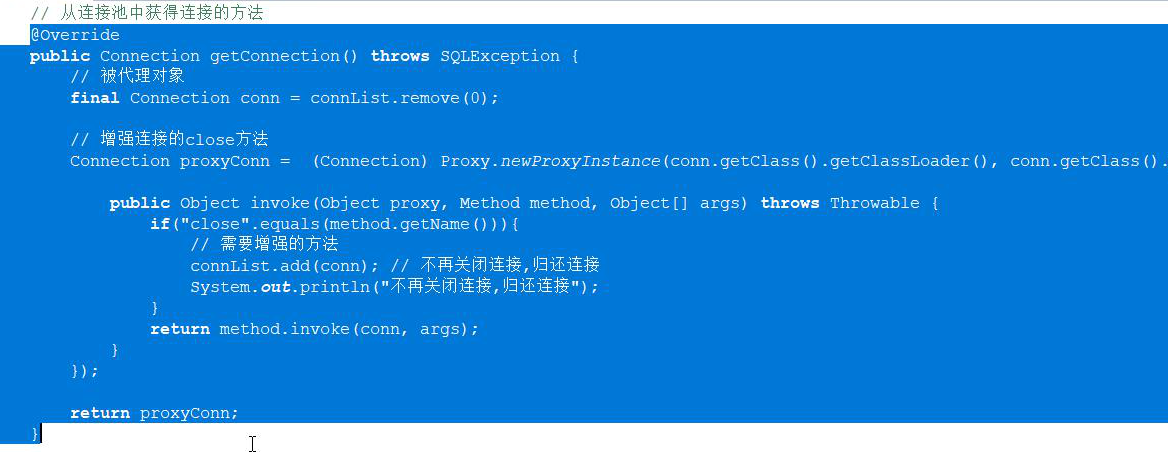 // 从连接池中获得连接的方法
@Override
public Connection getConnection() throws SQLException {
// 被代理对象
final Connection conn = connList.remove(0);
// 增强连接的close方法
Connection proxyConn =  (Connection) Proxy.newProxyInstance(conn.getClass().getClassLoader(), conn.getClass().
public Object invoke(Object proxy, Method method, Object[] args) throws Throwable {
if("close".equals(method.getName())){
// 需要增强的方法
connList.add(conn); // 不再关闭连接,归还连接
System.out.println("不再关闭连接,归还连接");
}
return method.invoke(conn, args);
}
});
return proxyConn;
}